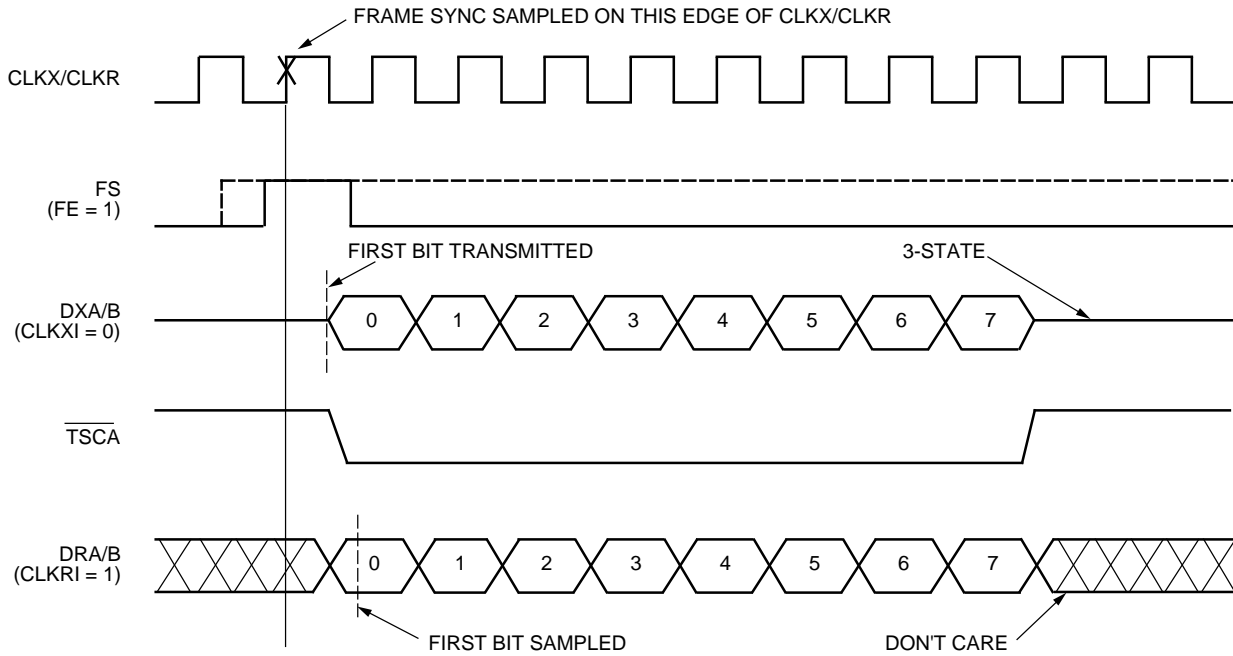 FRAME SYNC SAMPLED ON THIS EDGE OF CLKX/CLKR
CLKX/CLKR
FS
(FE = 1)
FIRST BIT TRANSMITTED
3-STATE
DXA/B
(CLKXI = 0)
0 1 2 3 4 5 6 7
TSCA
DRA/B
(CLKRI = 1)
0 1 2 3 4 5 6 7
FIRST BIT SAMPLED
DON'T CARE